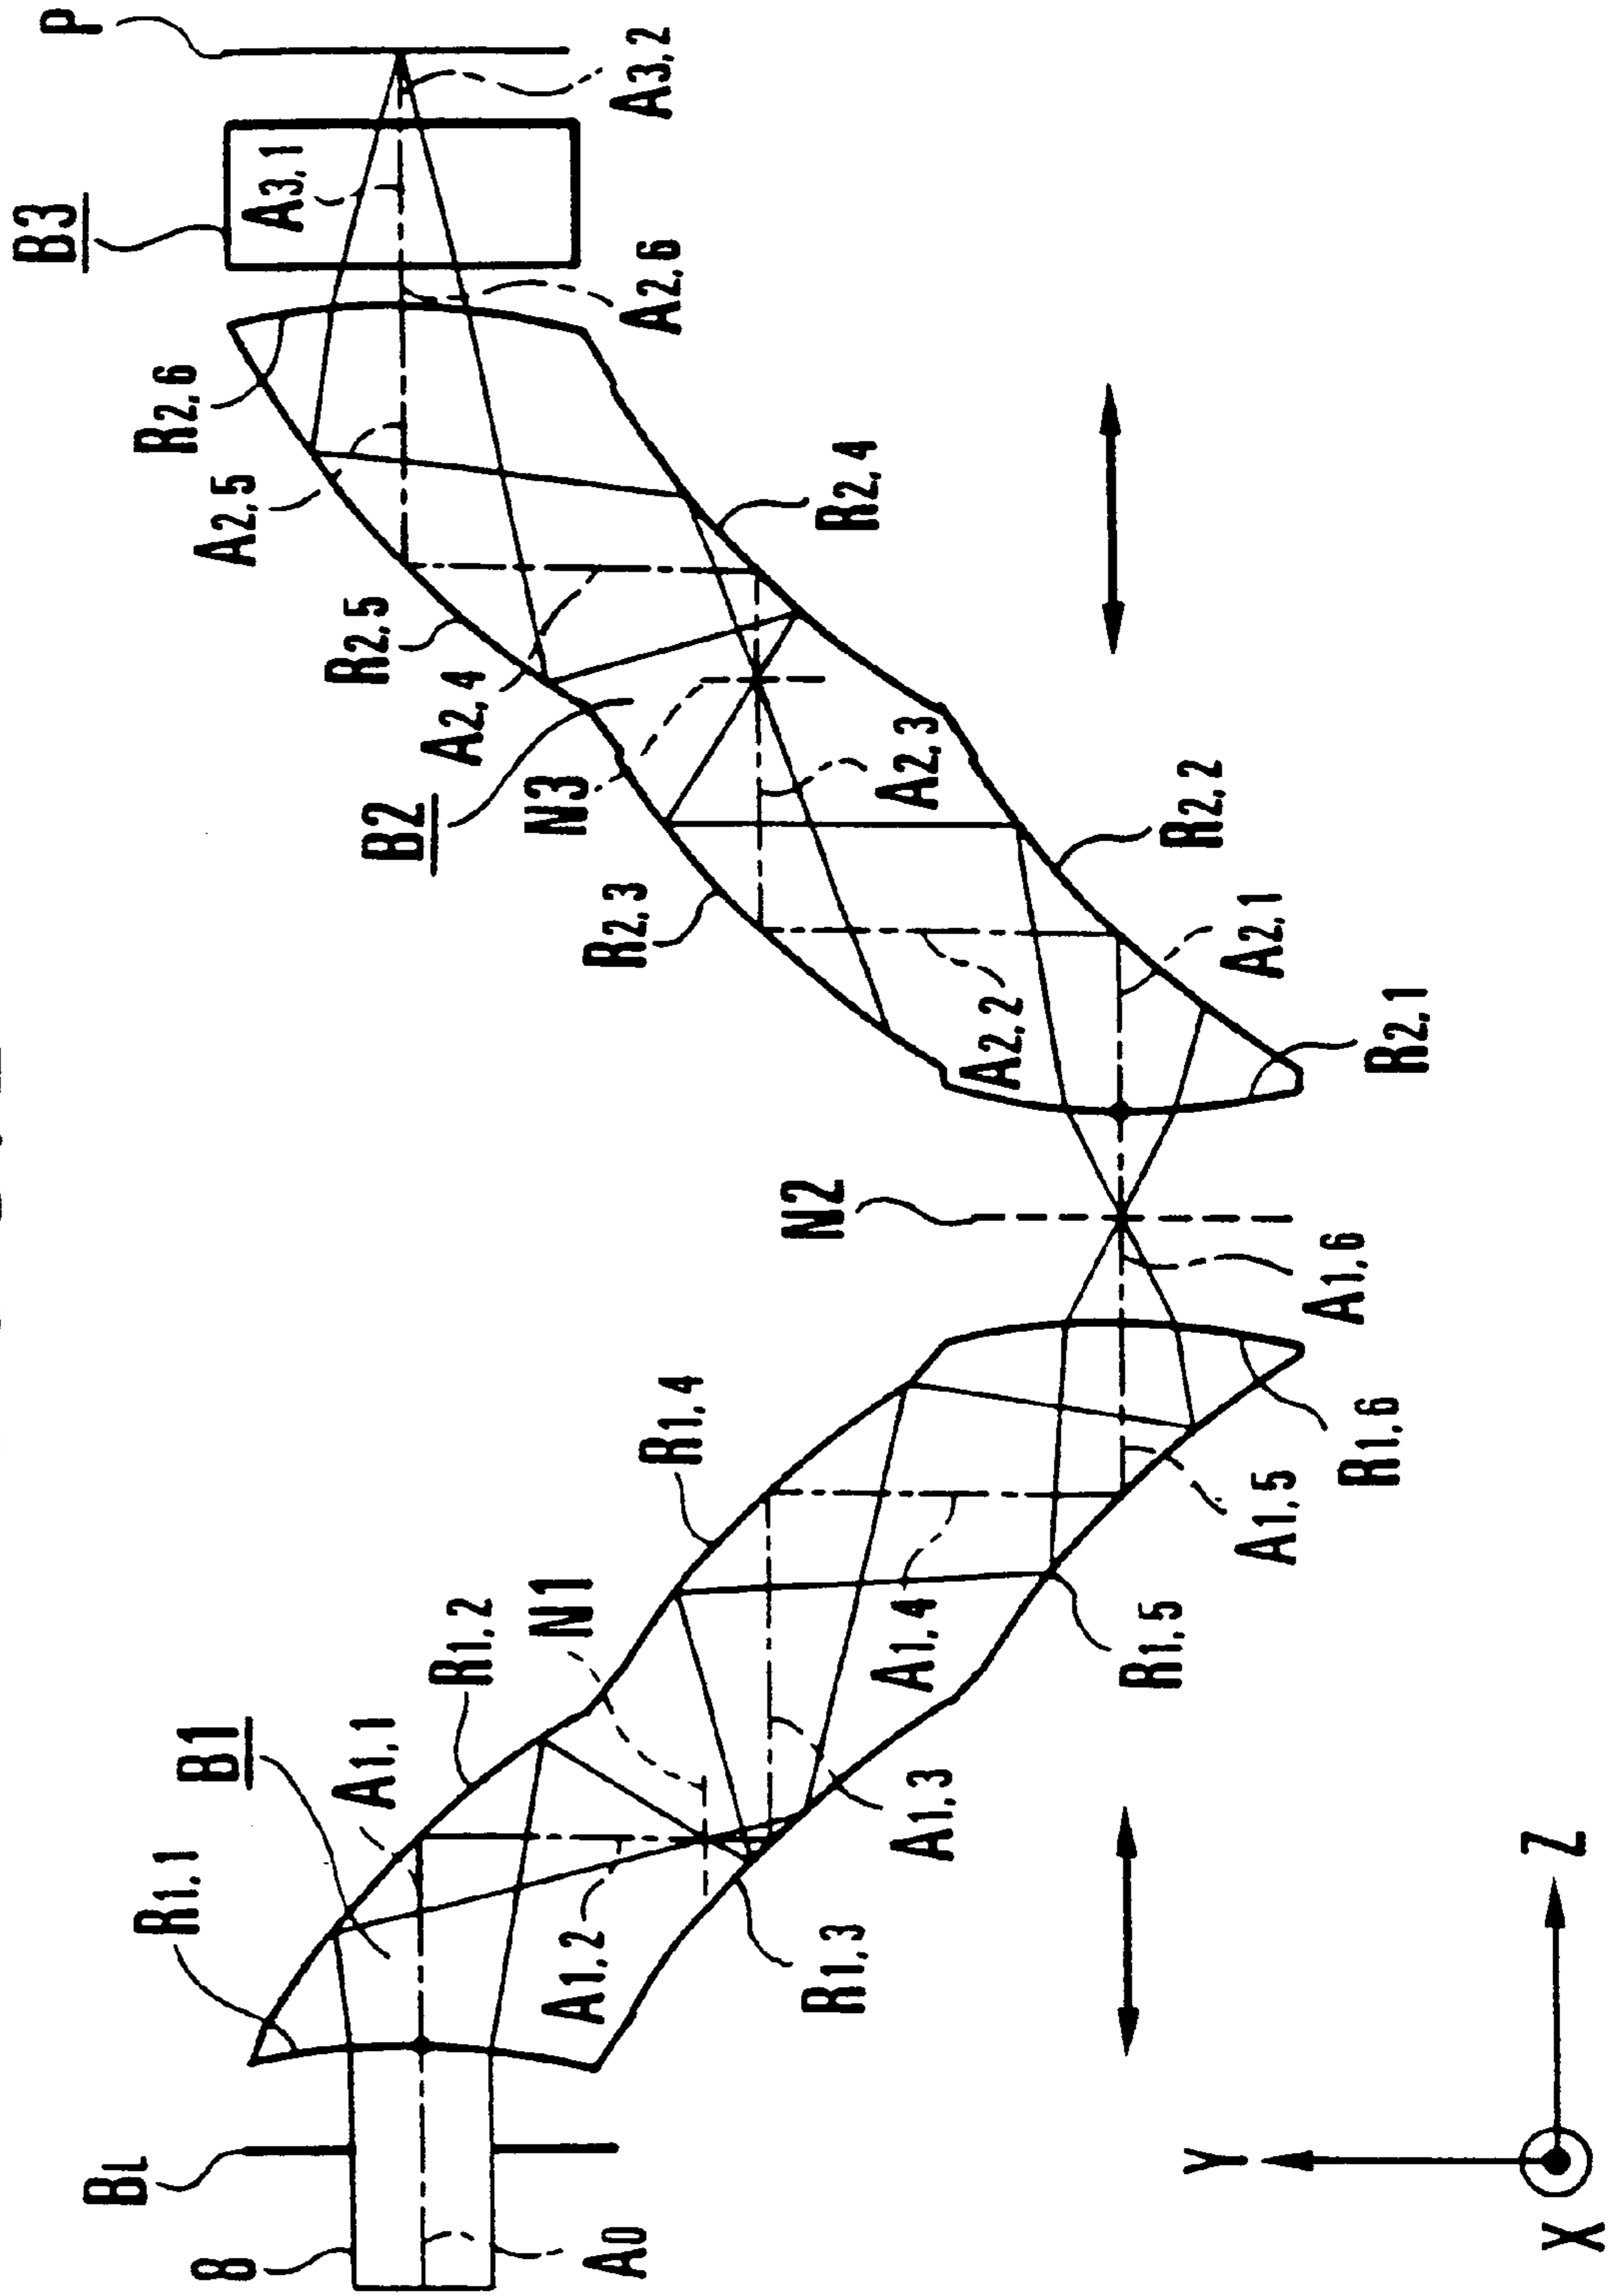 P
B3
A3,1
A3,2
A2,6
R2,6
A2,5
R2,5
A2,4
R2,4
B2
N3
A2,3
R2,3
R2,2
A2,2
A2,1
R2,1
N2
A1,6
R1,4
R1,6
A1,5
N1
R1,2
A1,4
R1,5
B1
A1,1
A1,3
R1,1
A1,2
R1,3
BL
8
A0
Y
Z
X